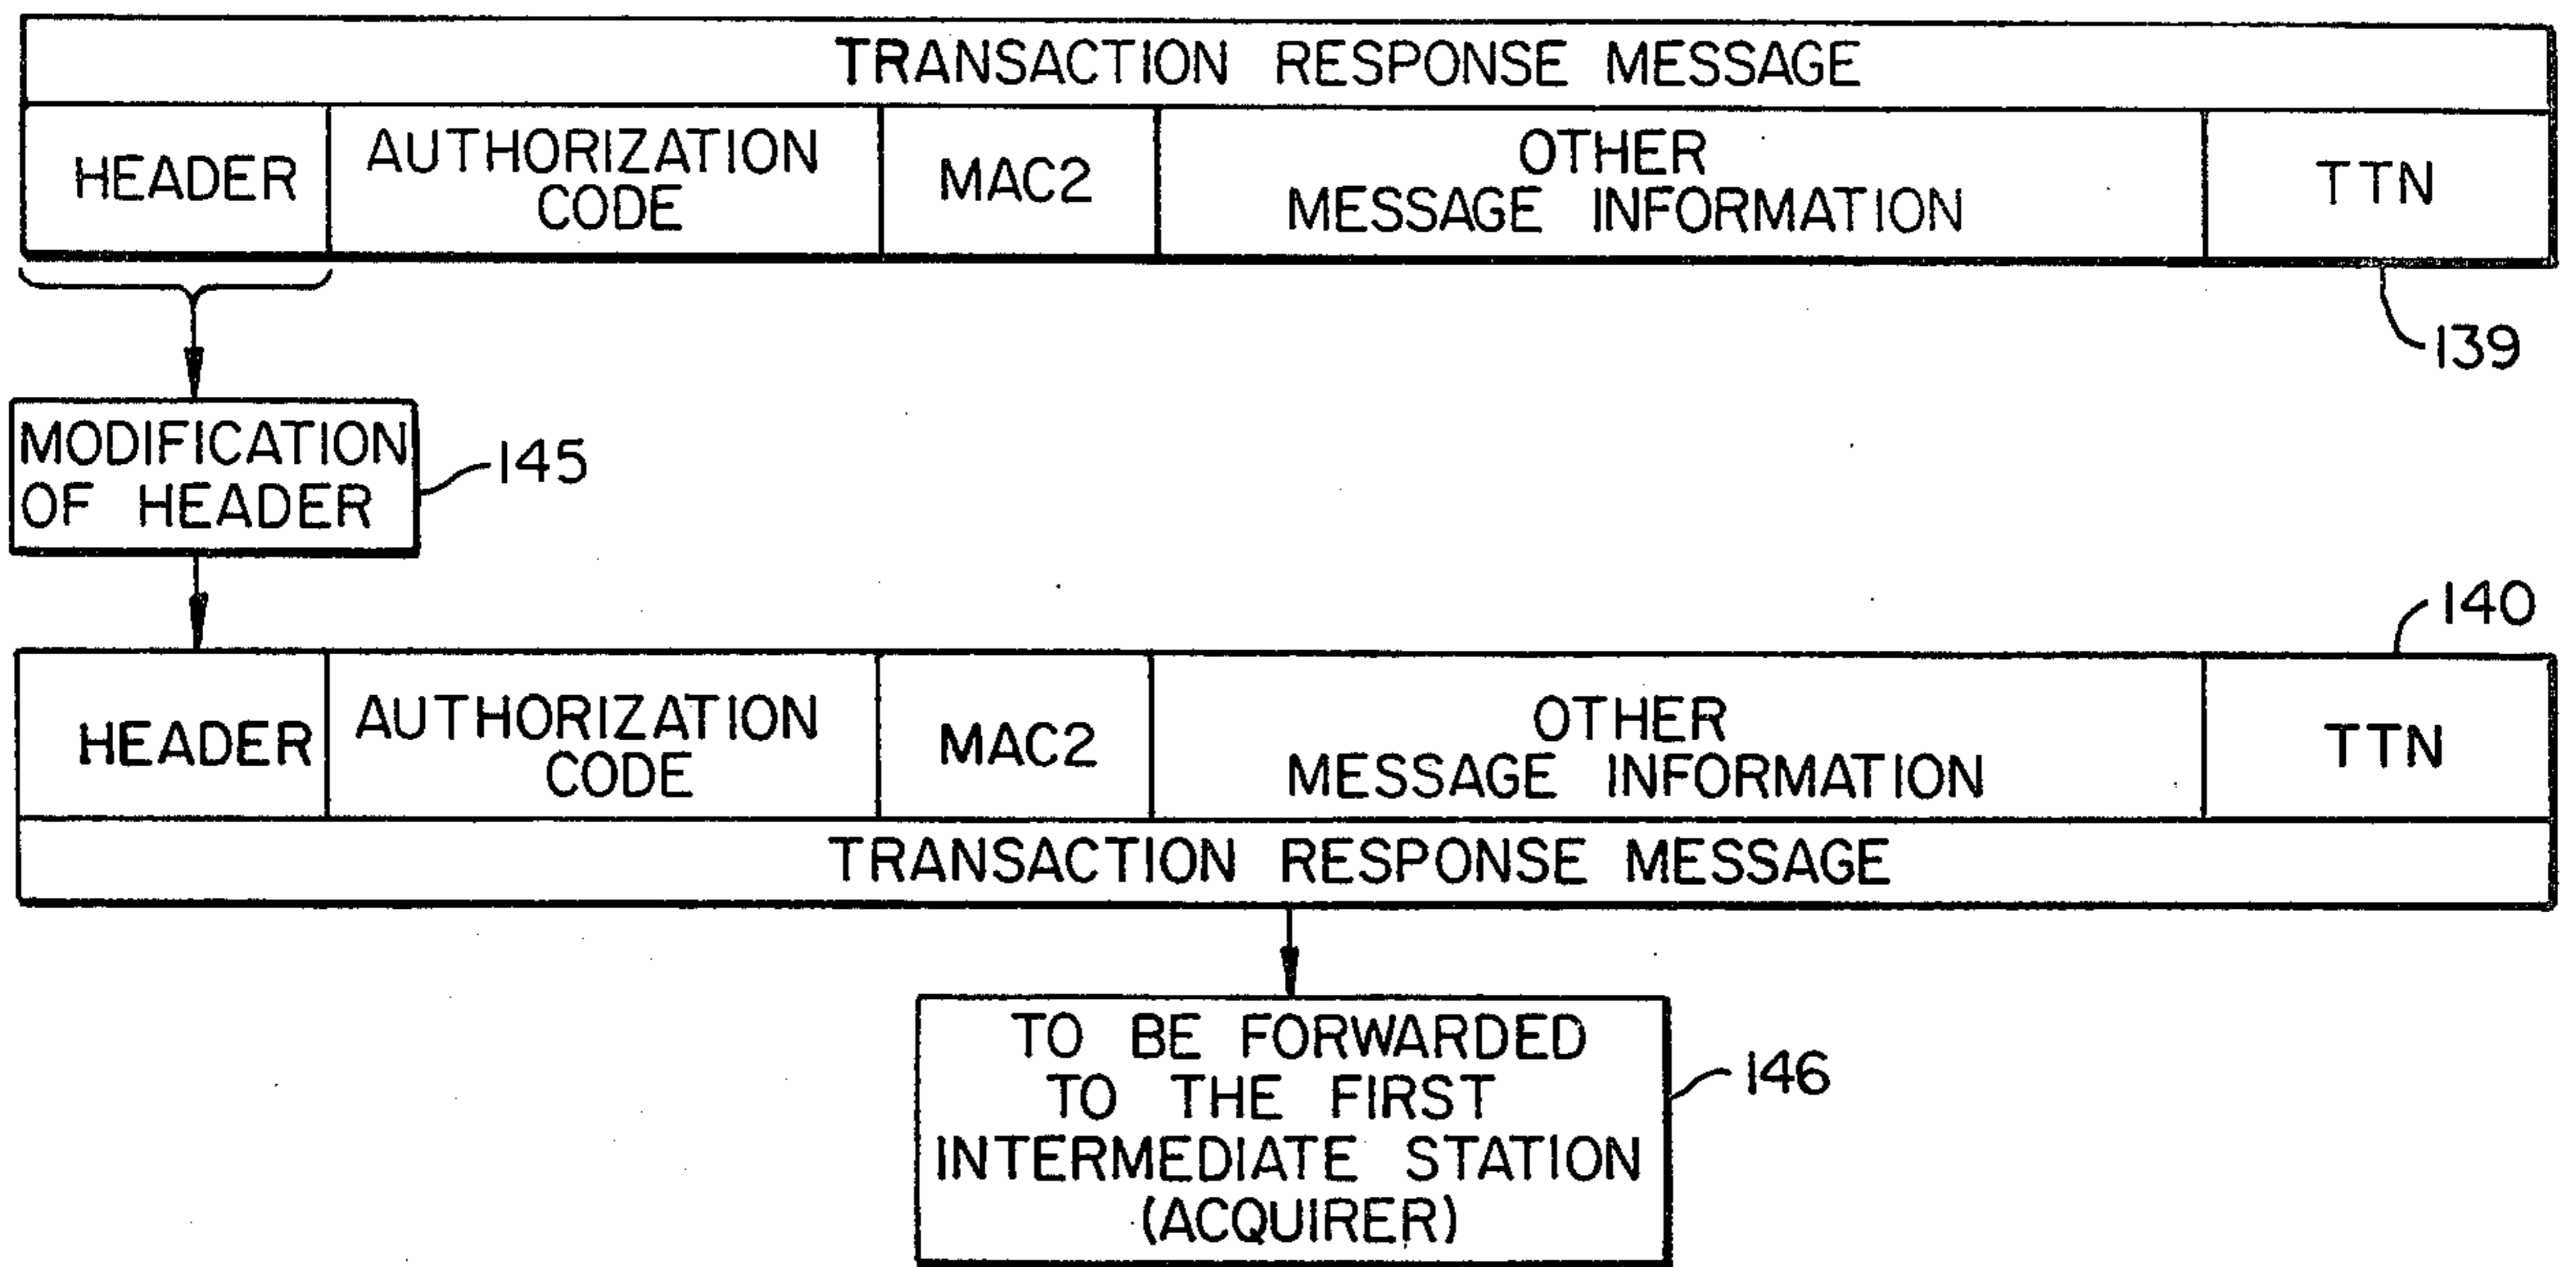 TRANSACTION RESPONSE MESSAGE
HEADER
AUTHORIZATION
CODE
MAC2
OTHER
MESSAGE INFORMATION
TTN
139
MODIFICATION
OF HEADER
145
140
HEADER
AUTHORIZATION
CODE
MAC2
OTHER
MESSAGE INFORMATION
TTN
TRANSACTION RESPONSE MESSAGE
TO BE FORWARDED
TO THE FIRST
INTERMEDIATE STATION
(ACQUIRER)
146